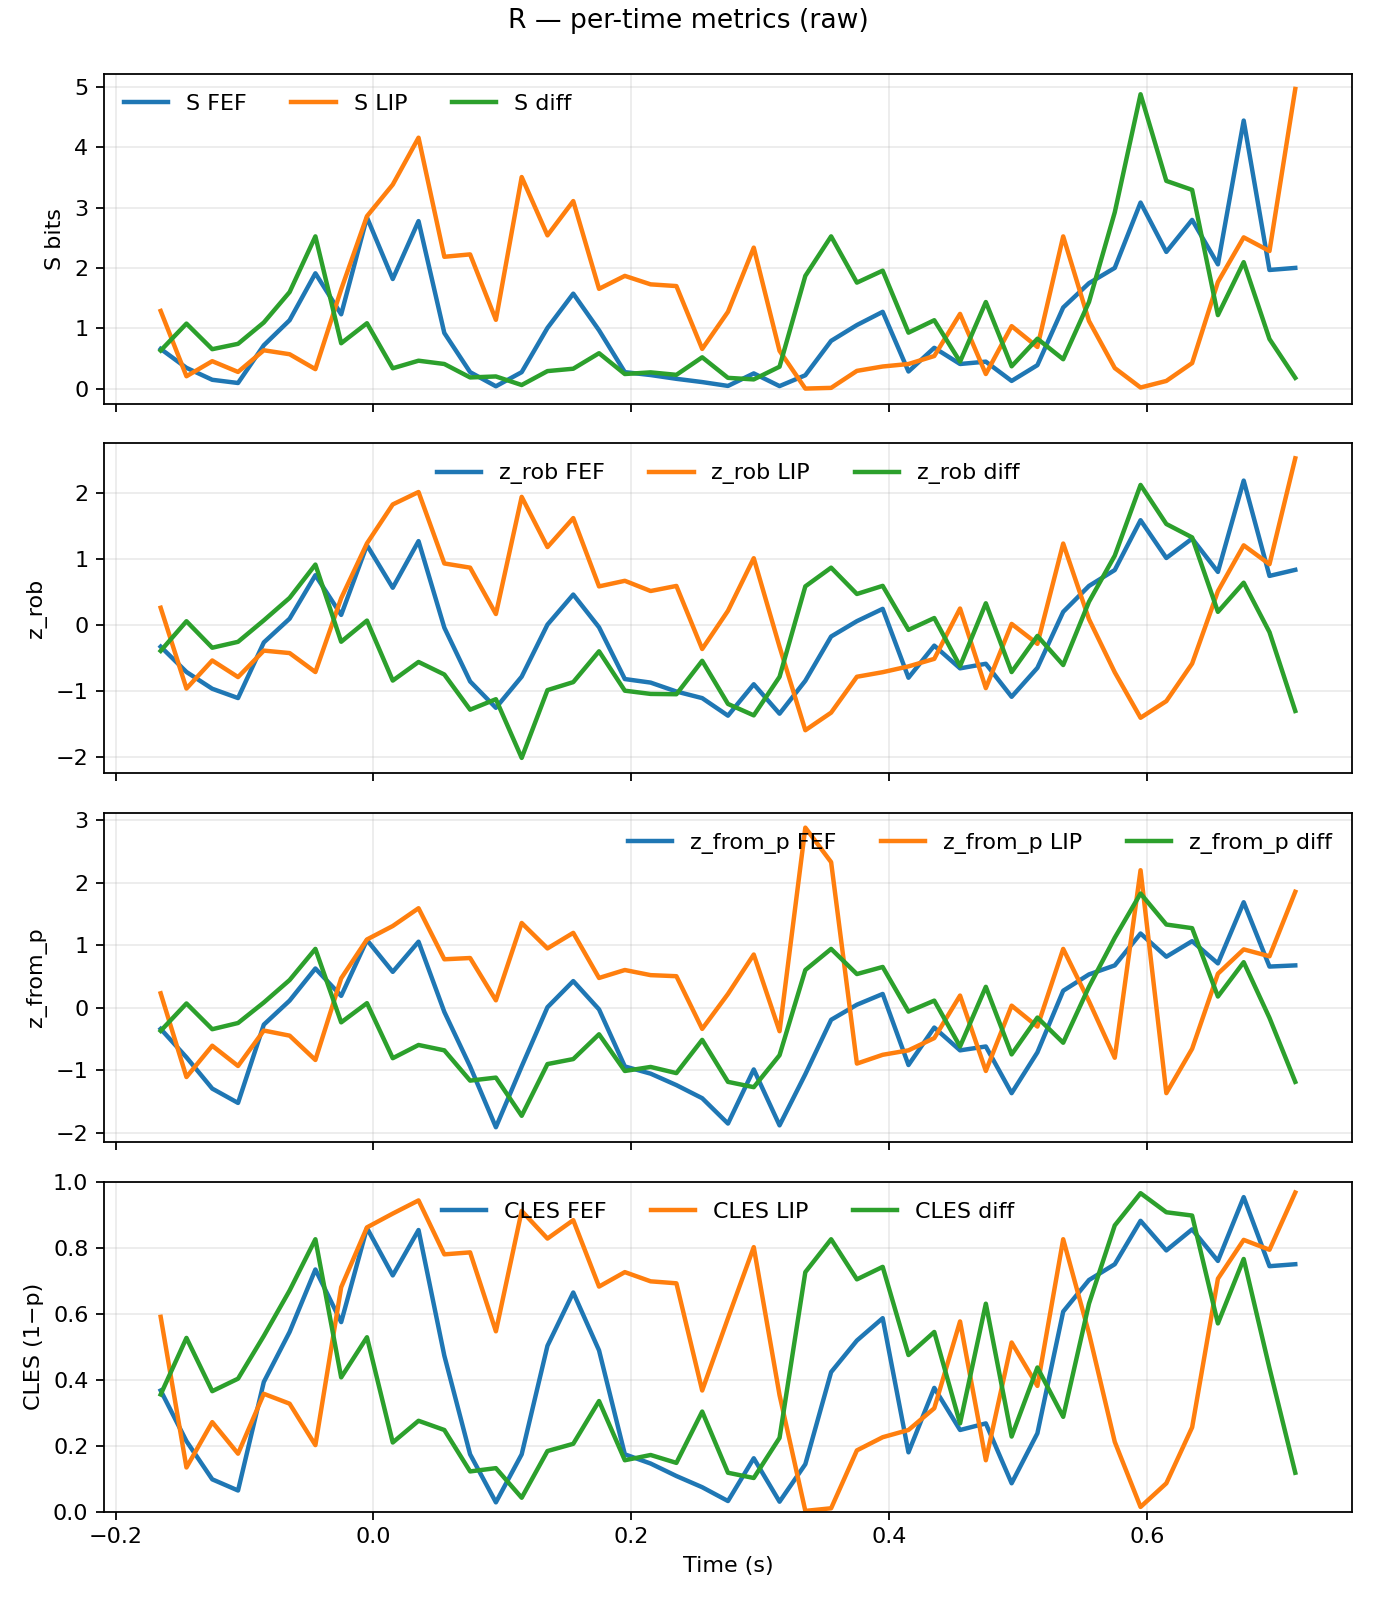 R — per-time metrics (raw)
S FEF S LIP S diff
5
4
3
2
1
0
S bits
z_rob FEF z_rob LIP z_rob diff
2
1
0
−1
−2
z_rob
z_from_p FEF z_from_p LIP z_from_p diff
3
2
1
0
−1
−2
z_from_p
CLES FEF CLES LIP CLES diff
1.0
0.8
0.6
0.4
0.2
0.0
CLES (1−p)
−0.2 0.0 0.2 0.4 0.6
Time (s)